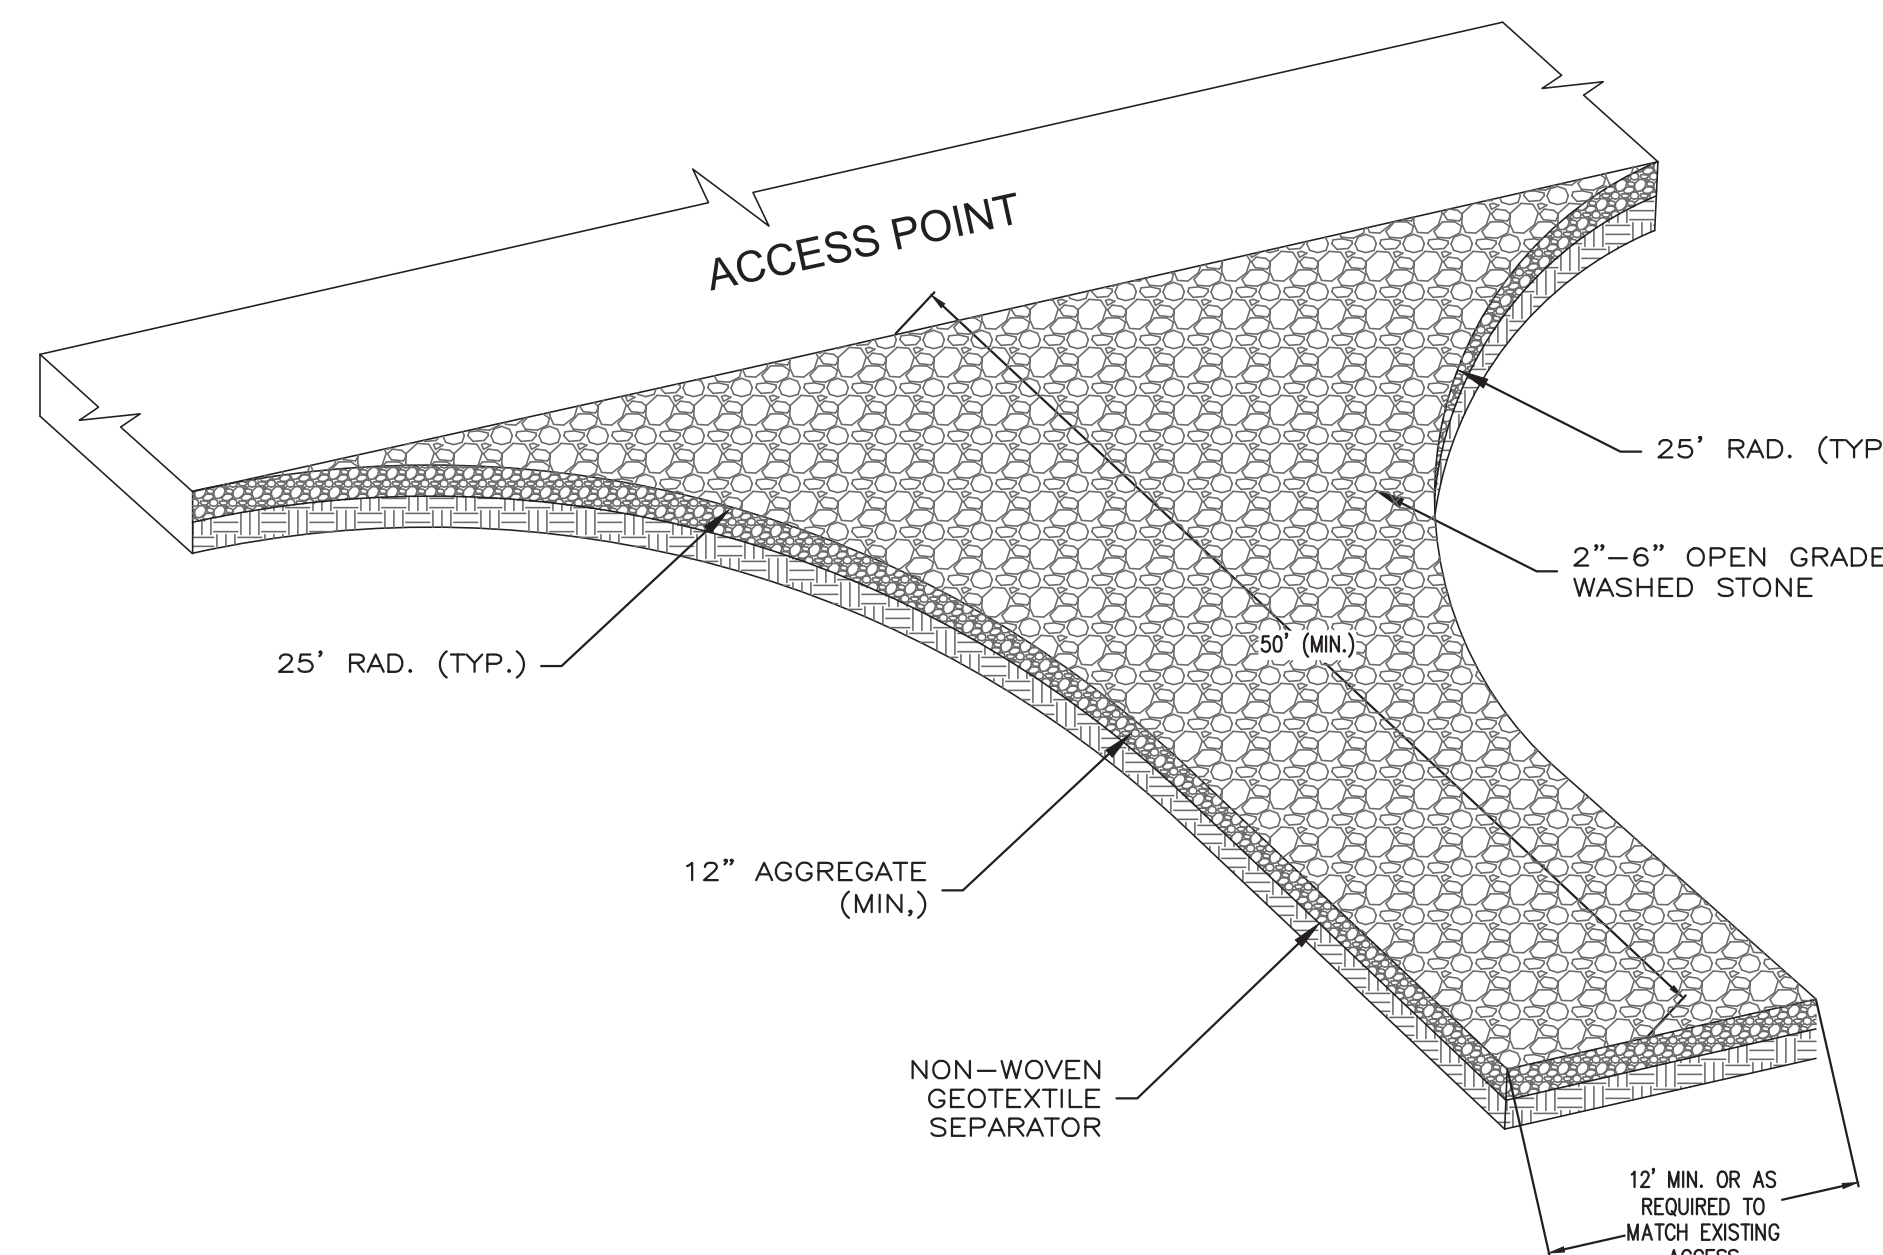 ACCESS POINT
25' RAD. (TYP
2"-6" OPEN GRADE
WASHED STONE
50' (MIN.)
25' RAD. (TYP.)
12" AGGREGATE
(MIN,)
NON-WOVEN
GEOTEXTILE
SEPARATOR
12' MIN. OR AS
REQUIRED TO
MATCH EXISTING
ACCESS